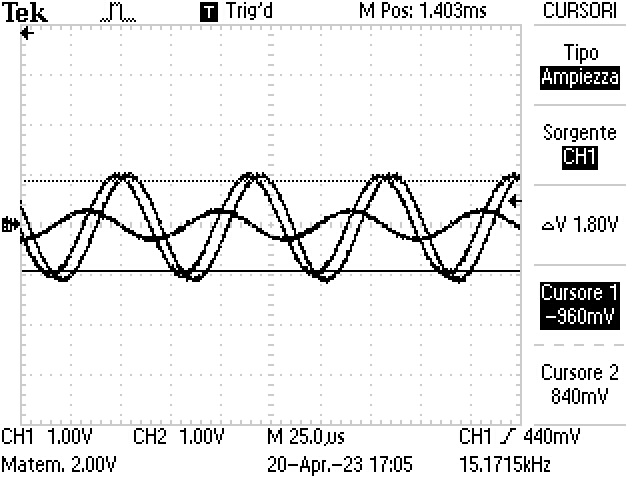 Tek T Trig'd M Pos: 1.403ms CURSORI
Tipo
Ampiezza
Sorgente
CH1
△V 1.80V
Cursore 1
-960mV
Cursore 2
840mV
CH1 1.00V CH2 1.00V M 25.0µs CH1 440mV
Matem. 2.00V 20-Apr.-23 17:05 15.1715kHz